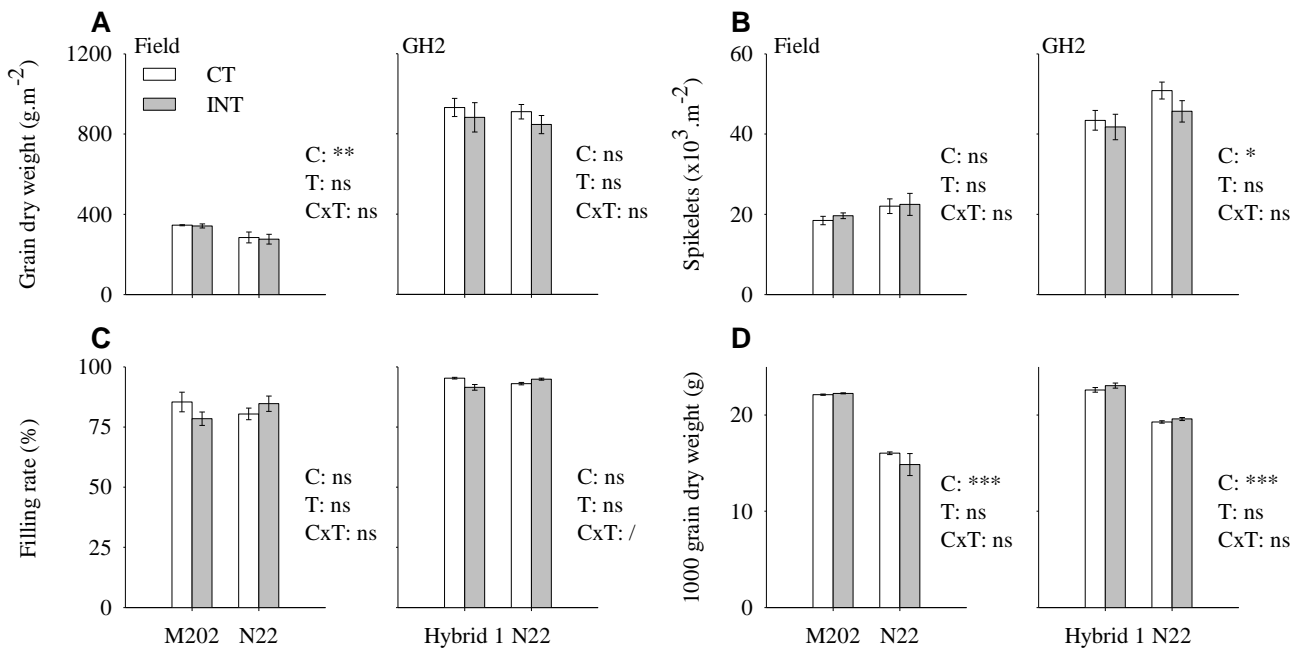 A
Field
GH2
CT
INT
Grain dry weight (g.m-2)
1200
800
400
0
C: **
T: ns
CxT: ns
C: ns
T: ns
CxT: ns
B
Field
GH2
Spikelets (x10^3.m-2)
60
40
20
0
C: ns
T: ns
CxT: ns
C: *
T: ns
CxT: ns
C
Filling rate (%)
100
75
50
25
0
C: ns
T: ns
CxT: ns
C: ns
T: ns
CxT: /
M202 N22
Hybrid 1 N22
D
1000 grain dry weight (g)
20
10
0
C: ***
T: ns
CxT: ns
C: ***
T: ns
CxT: ns
M202 N22
Hybrid 1 N22